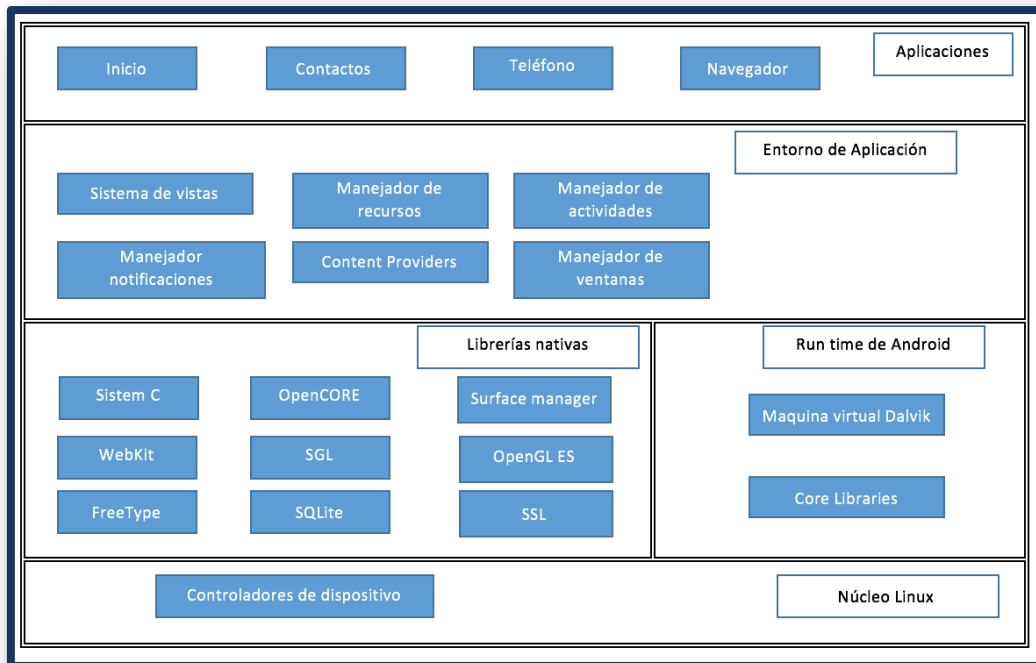 Inicio
Contactos
Teléfono
Navegador
Aplicaciones
Entorno de Aplicación
Sistema de vistas
Manejador de
recursos
Manejador de
actividades
Manejador
notificaciones
Content Providers
Manejador de
ventanas
Librerías nativas
Sistem C
OpenCORE
Surface manager
WebKit
SGL
OpenGL ES
FreeType
SQLite
SSL
Run time de Android
Maquina virtual Dalvik
Core Libraries
Controladores de dispositivo
Núcleo Linux